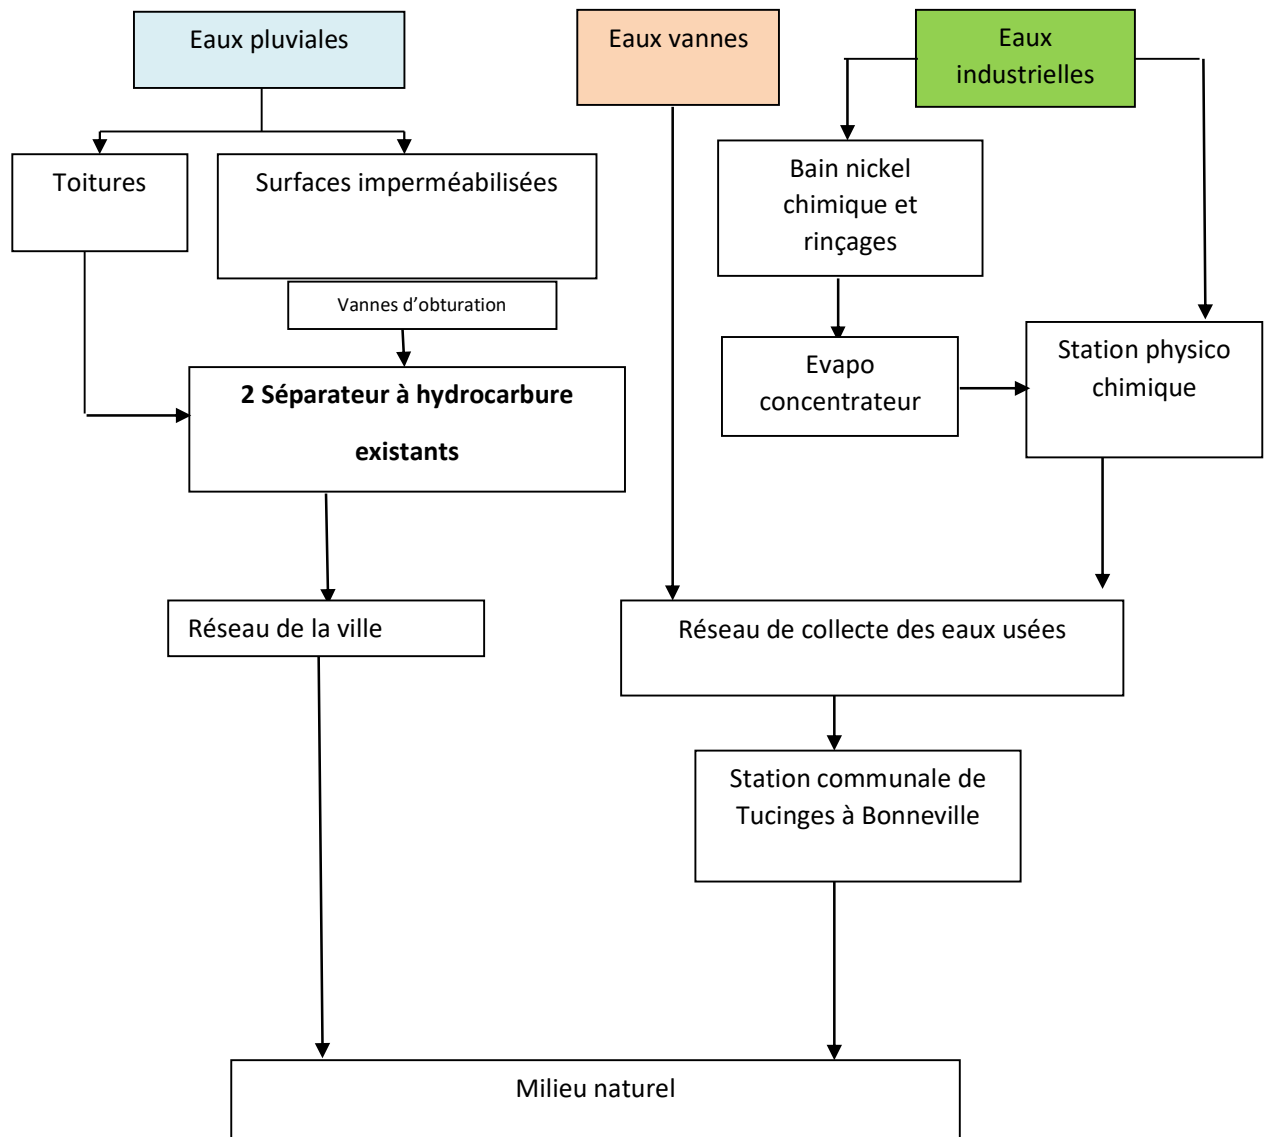 Eaux pluviales
Eaux vannes
Eaux
industrielles
Toitures
Surfaces imperméabilisées
Bain nickel
chimique et
rinçages
Vannes d’obturation
2 Séparateur à hydrocarbure
existants
Evapo
concentrateur
Station physico
chimique
Réseau de la ville
Réseau de collecte des eaux usées
Station communale de
Tucinges à Bonneville
Milieu naturel